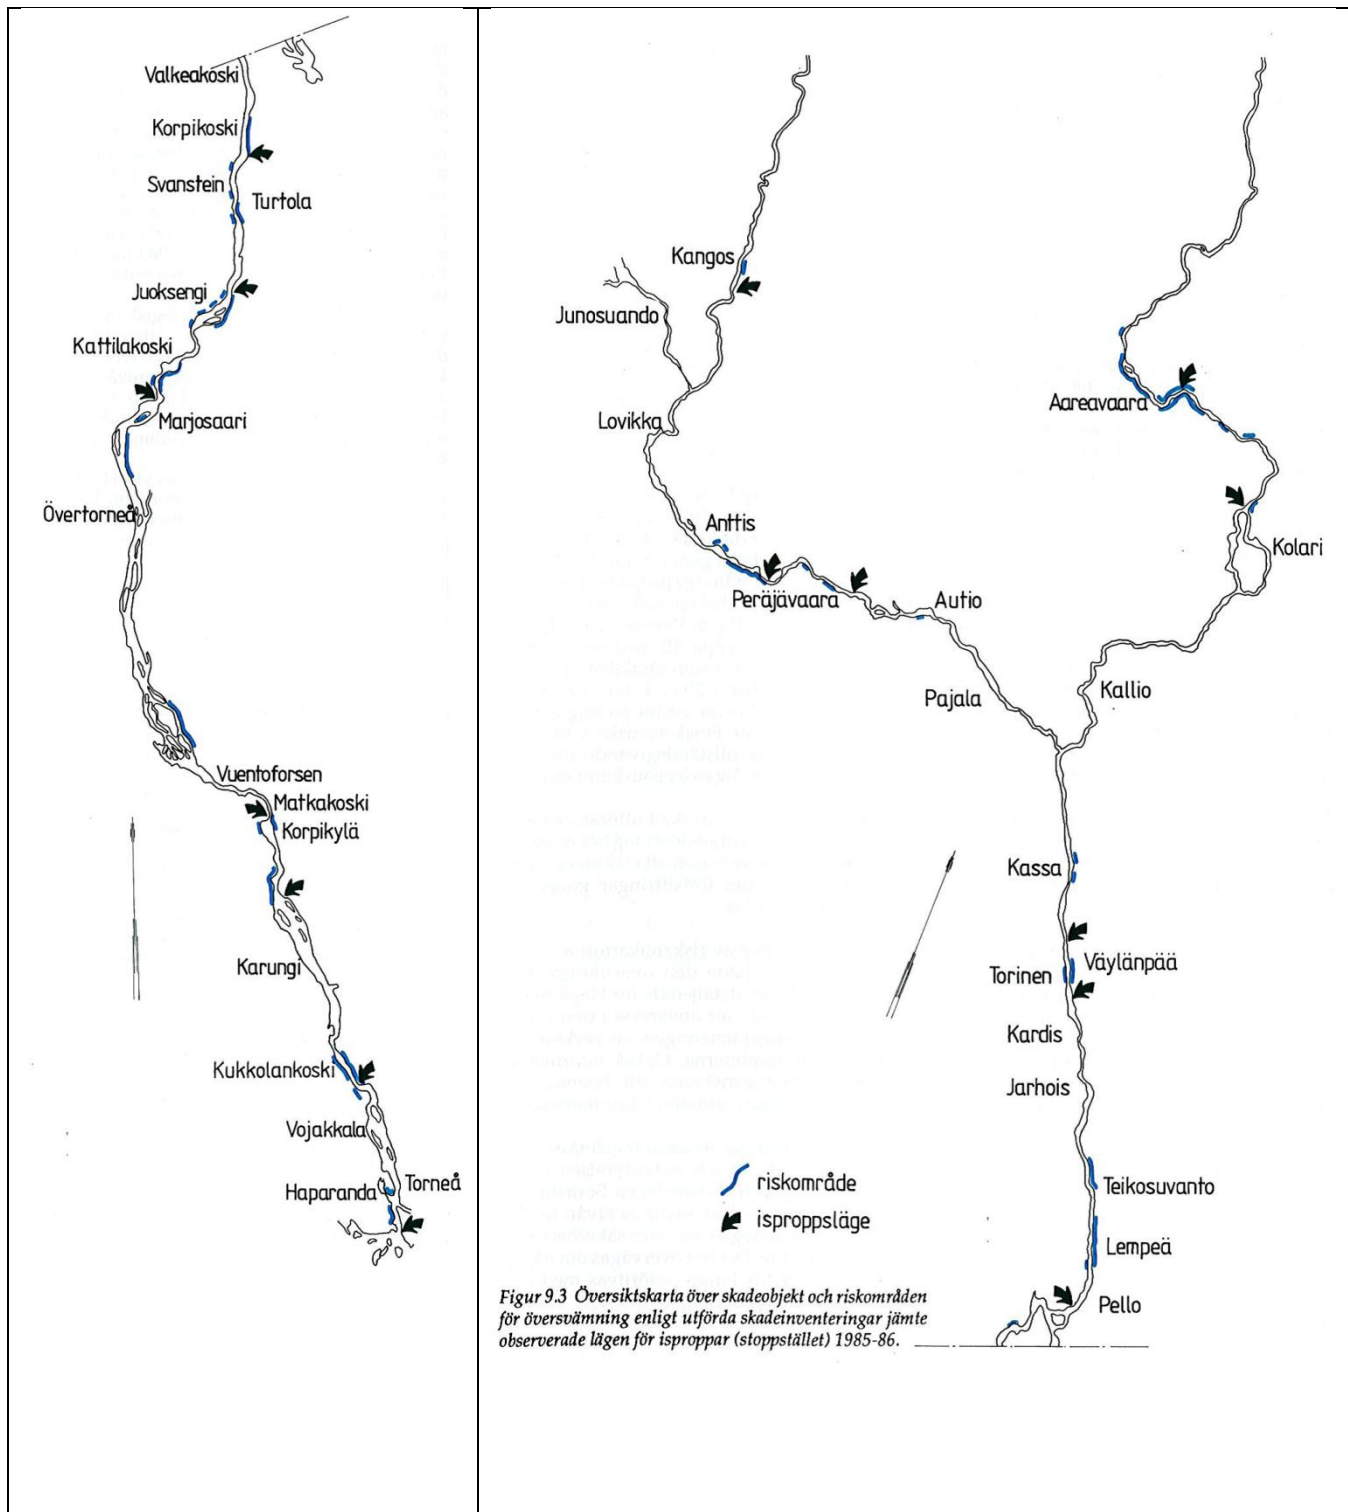 Valkeakoski
Korpikoski
Svanstein
Turtola
Juoksengi
Kattilakoski
Marjosaari
Övertorneå
Vuentoforsen
Matkakoski
Korpikylä
Karungi
Kukkolankoski
Vojakkala
Haparanda
Torneå
Kangos
Junosuando
Lovikka
Aareavaara
Anttis
Kolari
Peräjävaara
Autio
Pajala
Kallio
Kassa
Torinen
Väylänpää
Kardis
Jarhois
Teikosuvanto
Lempeä
Pello
riskområde
isproppsläge
Figur 9.3 Översiktskarta över skadeobjekt och riskområden
för översvämning enligt utförda skadeinventeringar jämte
observerade lägen för isproppar (stoppstället) 1985-86.